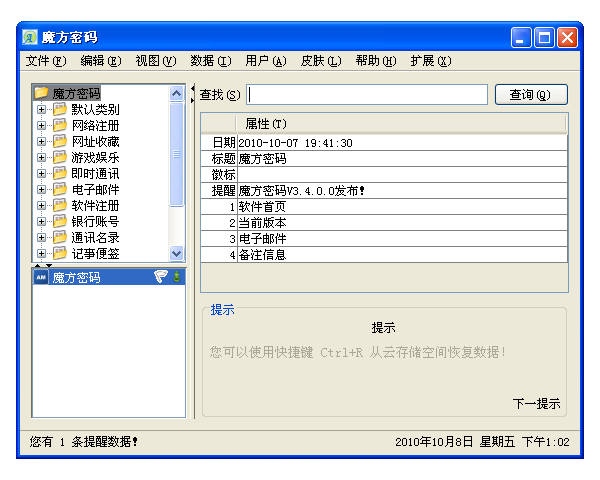 魔方密码
文件(F) 编辑(E) 视图(V) 数据(I) 用户(A) 皮肤(L) 帮助(H) 扩展(X)
魔方密码
默认类别
网络注册
网址收藏
游戏娱乐
即时通讯
电子邮件
软件注册
银行账号
通讯名录
记事便签
AM 魔方密码
查找(S) 查询(Q)
属性(T)
日期 2010-10-07 19:41:30
标题 魔方密码
徽标
提醒 魔方密码V3.4.0.0发布!
1 软件首页
2 当前版本
3 电子邮件
4 备注信息
提示
提示
您可以使用快捷键 Ctrl+R 从云存储空间恢复数据!
下一提示
您有 1 条提醒数据! 2010年10月8日 星期五 下午1:02